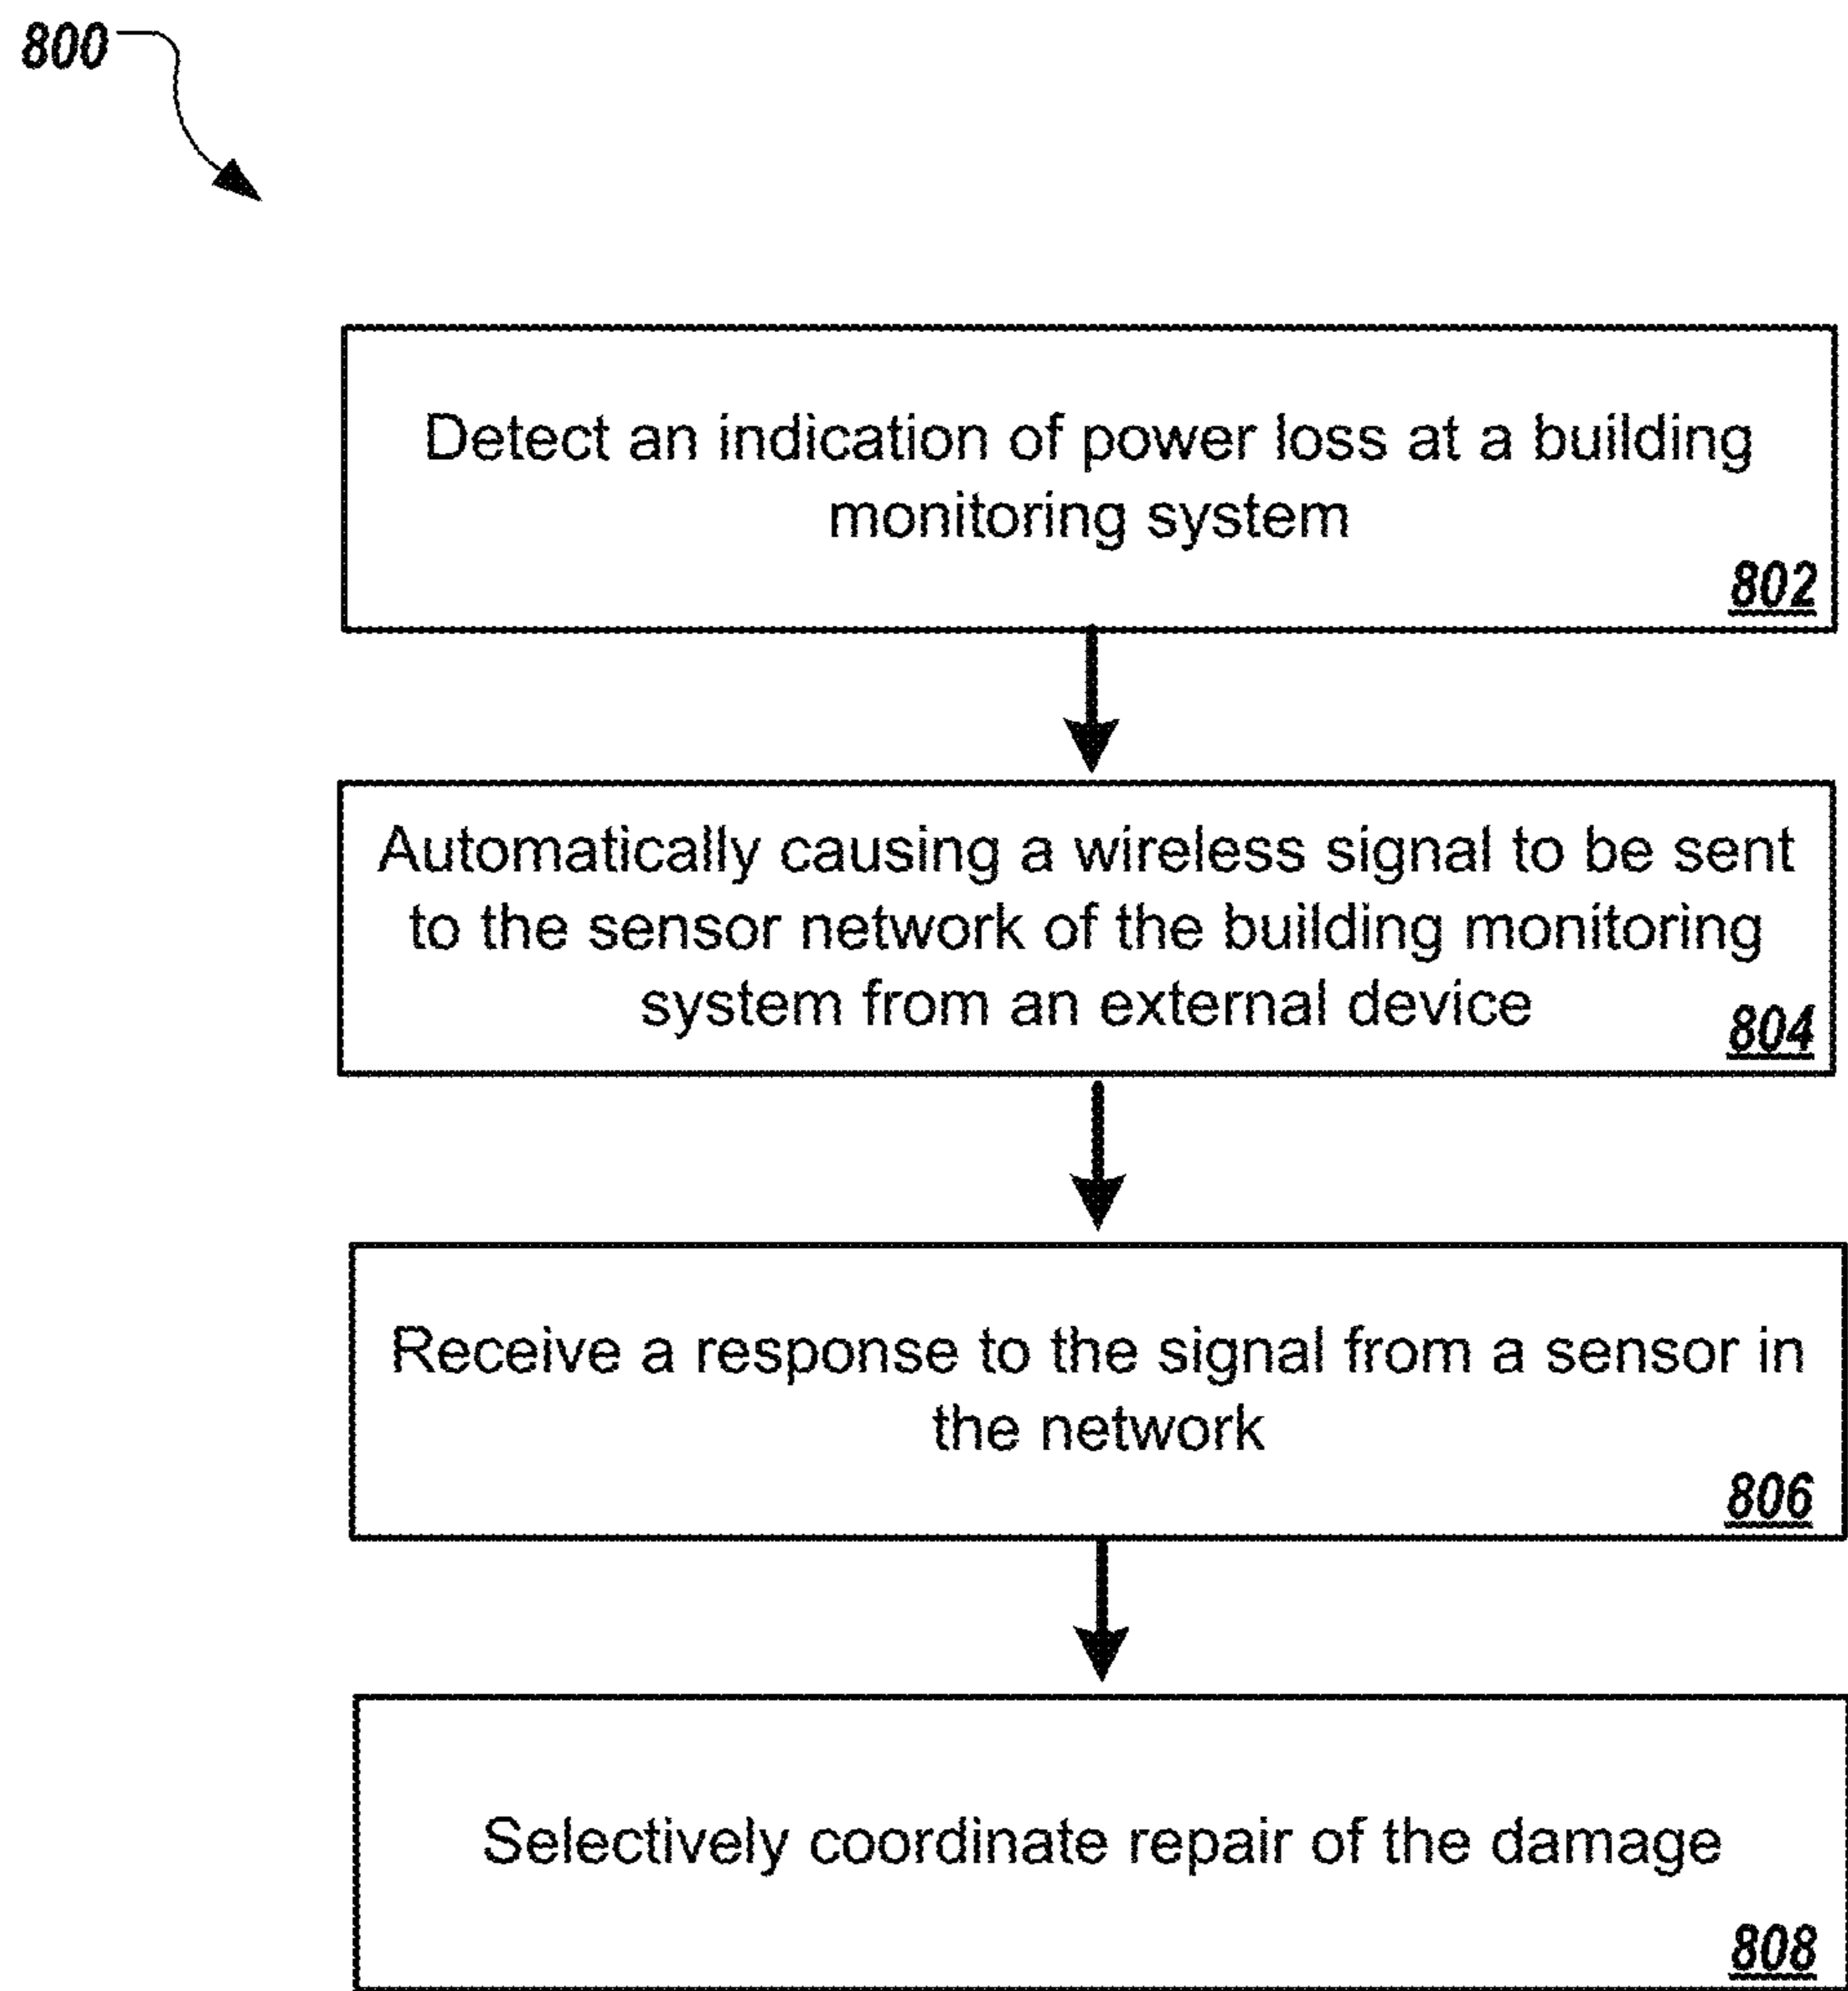 800
Detect an indication of power loss at a building
monitoring system
802
Automatically causing a wireless signal to be sent
to the sensor network of the building monitoring
system from an external device
804
Receive a response to the signal from a sensor in
the network
806
Selectively coordinate repair of the damage
808